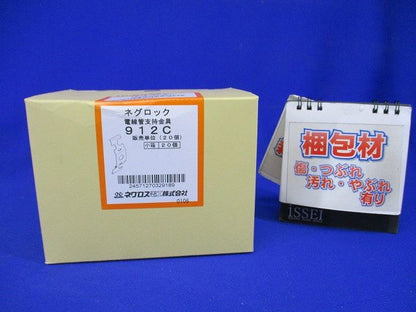 ネグロック
電線管支持金具
912C
販売単位(20個)
小箱 20個
24571270329189
ネグロス電工株式会社
0106
梱包材
傷・つぶれ
汚れ・やぶれ
有り
ISSEI